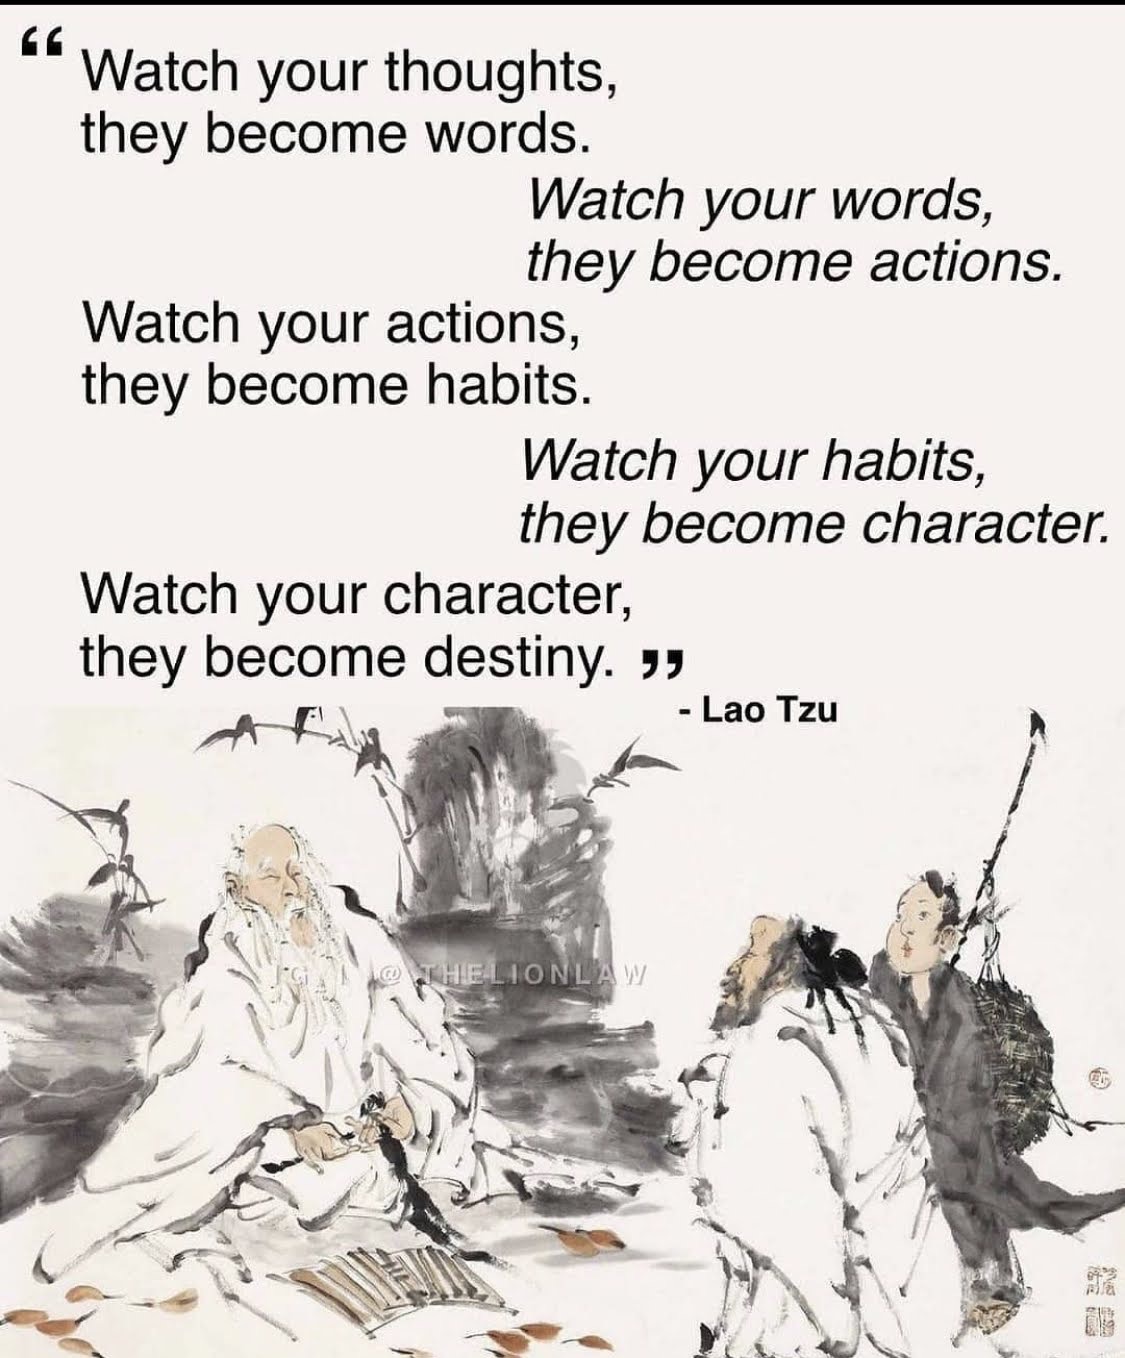 “ Watch your thoughts,
they become words.
Watch your words,
they become actions.
Watch your actions,
they become habits.
Watch your habits,
they become character.
Watch your character,
they become destiny. ”
- Lao Tzu
@ THELIONLAW